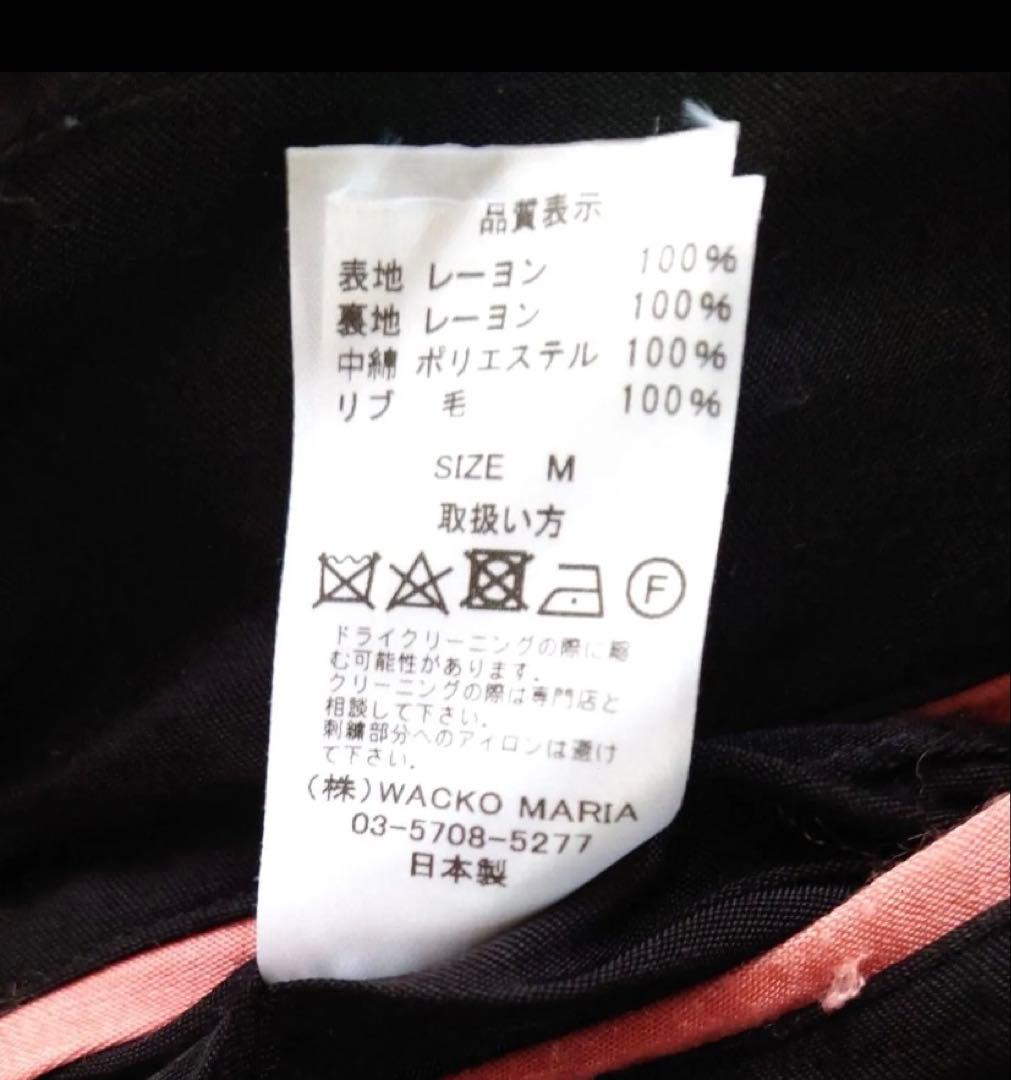 品質表示
表地 レーヨン 100%
裏地 レーヨン 100%
中綿 ポリエステル 100%
リブ 毛 100%
SIZE M
取扱い方
F
ドライクリーニングの際に縮
む可能性があります.
クリーニングの際は専門店と
相談して下さい.
刺繍部分へのアイロンは避け
て下さい.
(株)WACKO MARIA
03-5708-5277
日本製